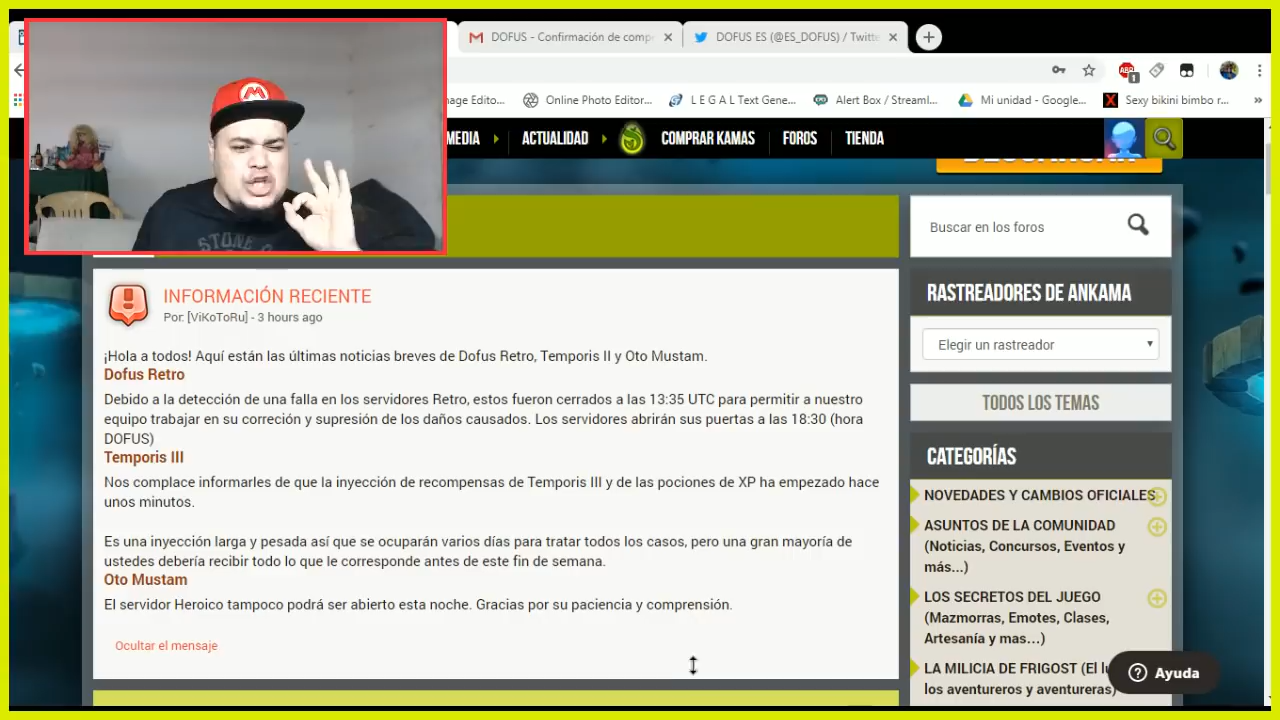 DOFUS - Confirmación de comp
DOFUS ES (@ES_DOFUS) / Twitte
nage Edito...
Online Photo Editor...
L E G A L Text Gene...
Alert Box / Streaml...
Mi unidad - Google...
Sexy bikini bimbo r...
»
ABP
1
MEDIA
ACTUALIDAD
COMPRAR KAMAS
FOROS
TIENDA
M
STONE
Buscar en los foros
INFORMACIÓN RECIENTE
Por: [ViKoToRu] - 3 hours ago
¡Hola a todos! Aquí están las últimas noticias breves de Dofus Retro, Temporis II y Oto Mustam.
Dofus Retro
Debido a la detección de una falla en los servidores Retro, estos fueron cerrados a las 13:35 UTC para permitir a nuestro
equipo trabajar en su correción y supresión de los daños causados. Los servidores abrirán sus puertas a las 18:30 (hora
DOFUS)
Temporis III
Nos complace informarles de que la inyección de recompensas de Temporis III y de las pociones de XP ha empezado hace
unos minutos.
Es una inyección larga y pesada así que se ocuparán varios días para tratar todos los casos, pero una gran mayoría de
ustedes debería recibir todo lo que le corresponde antes de este fin de semana.
Oto Mustam
El servidor Heroico tampoco podrá ser abierto esta noche. Gracias por su paciencia y comprensión.
Ocultar el mensaje
RASTREADORES DE ANKAMA
Elegir un rastreador
TODOS LOS TEMAS
CATEGORÍAS
NOVEDADES Y CAMBIOS OFICIALES
ASUNTOS DE LA COMUNIDAD
(Noticias, Concursos, Eventos y
más...)
LOS SECRETOS DEL JUEGO
(Mazmorras, Emotes, Clases,
Artesanía y mas...)
LA MILICIA DE FRIGOST (El lu
los aventureros y aventureras)
Ayuda